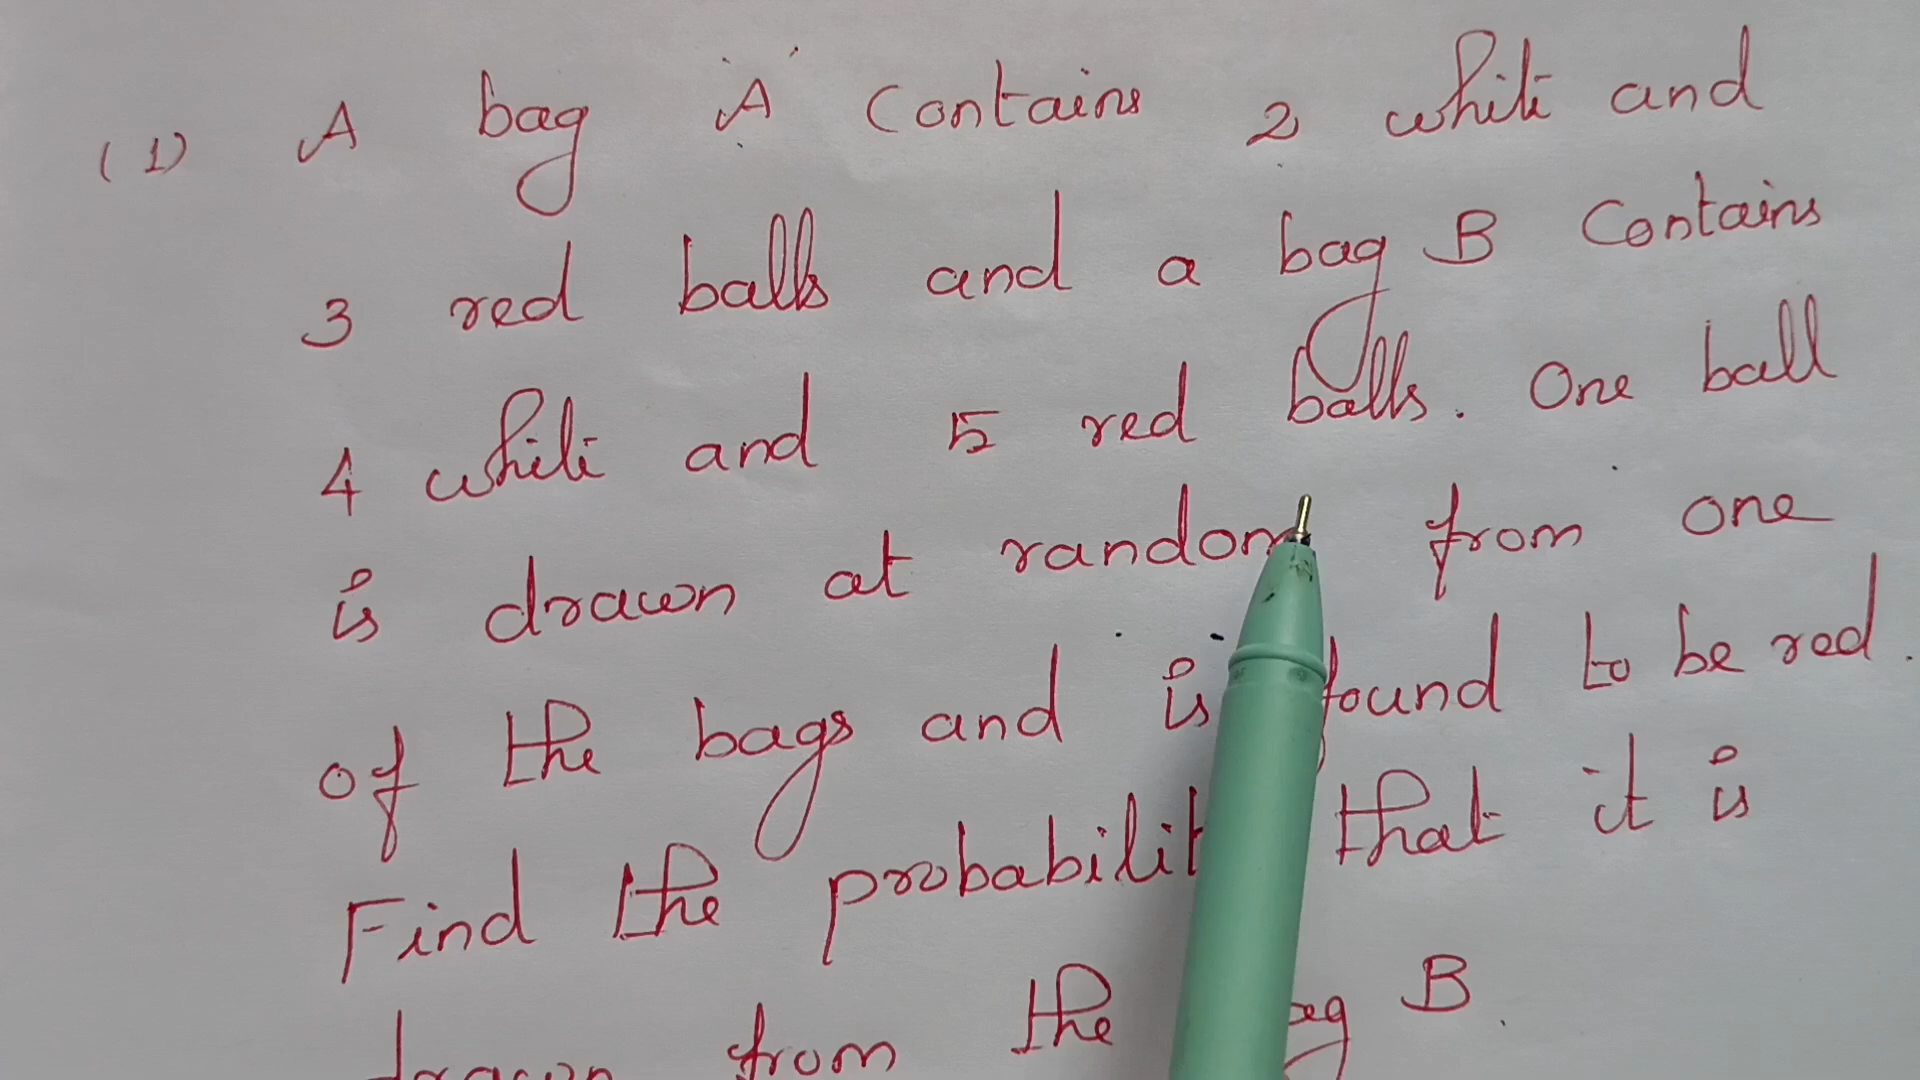 (1) A bag 'A' contains 2 white and
3 red balls and a bag B contains
4 white and 5 red balls. One ball
is drawn at random from one
of the bags and is found to be red.
Find the that it is
drawn from the B.